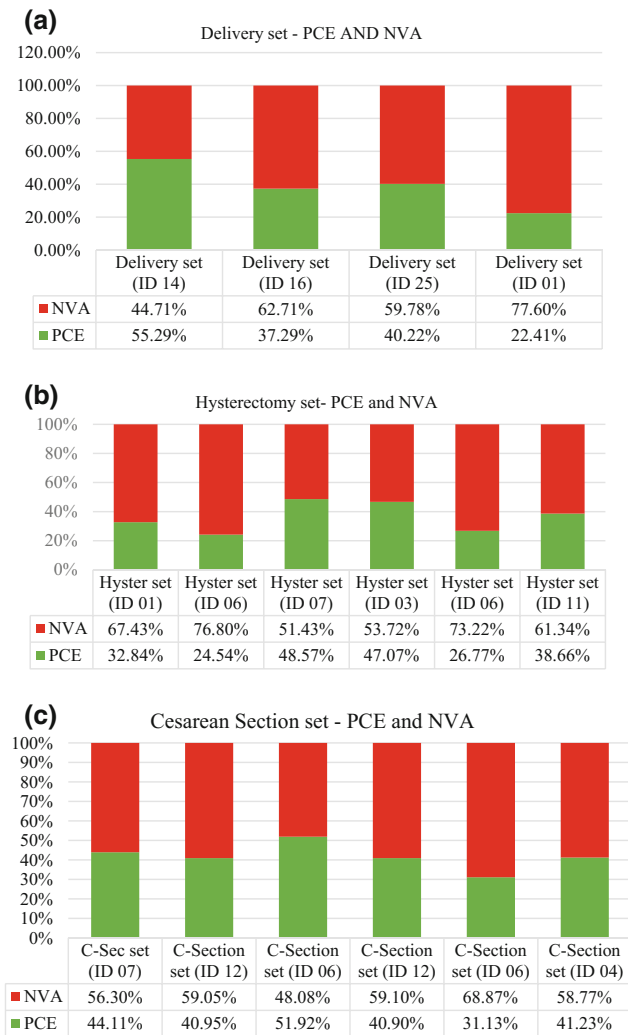 (a)
Delivery set - PCE AND NVA
120.00%
100.00%
80.00%
60.00%
40.00%
20.00%
0.00%
Delivery set Delivery set Delivery set Delivery set
(ID 14) (ID 16) (ID 25) (ID 01)
NVA 44.71% 62.71% 59.78% 77.60%
PCE 55.29% 37.29% 40.22% 22.41%
(b)
Hysterectomy set- PCE and NVA
100%
80%
60%
40%
20%
0%
Hyster set Hyster set Hyster set Hyster set Hyster set Hyster set
(ID 01) (ID 06) (ID 07) (ID 03) (ID 06) (ID 11)
NVA 67.43% 76.80% 51.43% 53.72% 73.22% 61.34%
PCE 32.84% 24.54% 48.57% 47.07% 26.77% 38.66%
(c)
Cesarean Section set - PCE and NVA
100%
90%
80%
70%
60%
50%
40%
30%
20%
10%
0%
C-Sec set C-Section C-Section C-Section C-Section C-Section
(ID 07) set (ID 12) set (ID 06) set (ID 12) set (ID 06) set (ID 04)
NVA 56.30% 59.05% 48.08% 59.10% 68.87% 58.77%
PCE 44.11% 40.95% 51.92% 40.90% 31.13% 41.23%